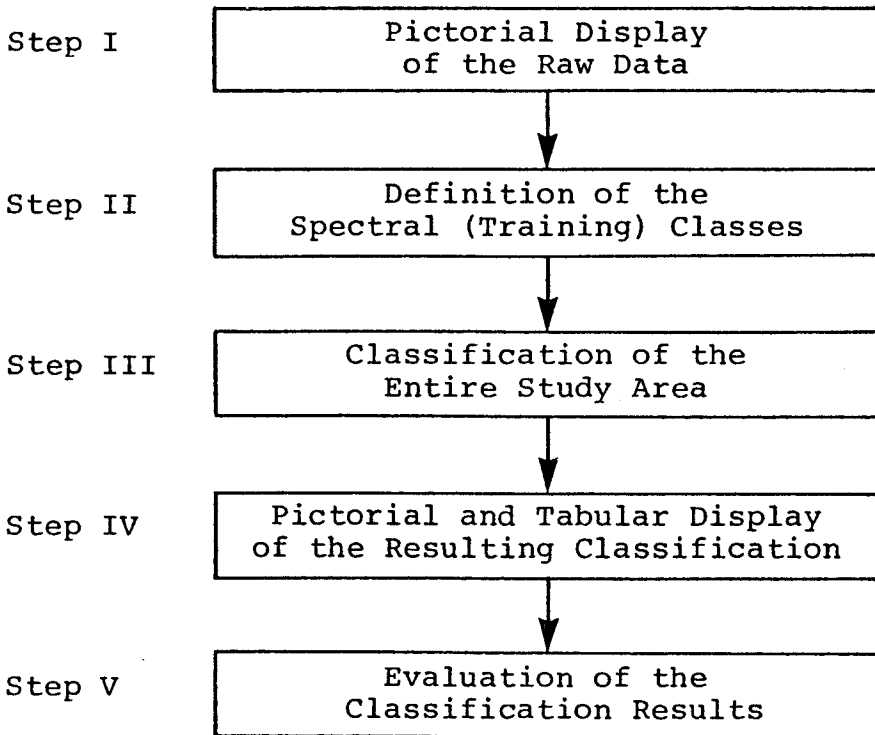 Step I
Pictorial Display
of the Raw Data
Step II
Definition of the
Spectral (Training) Classes
Step III
Classification of the
Entire Study Area
Step IV
Pictorial and Tabular Display
of the Resulting Classification
Step V
Evaluation of the
Classification Results